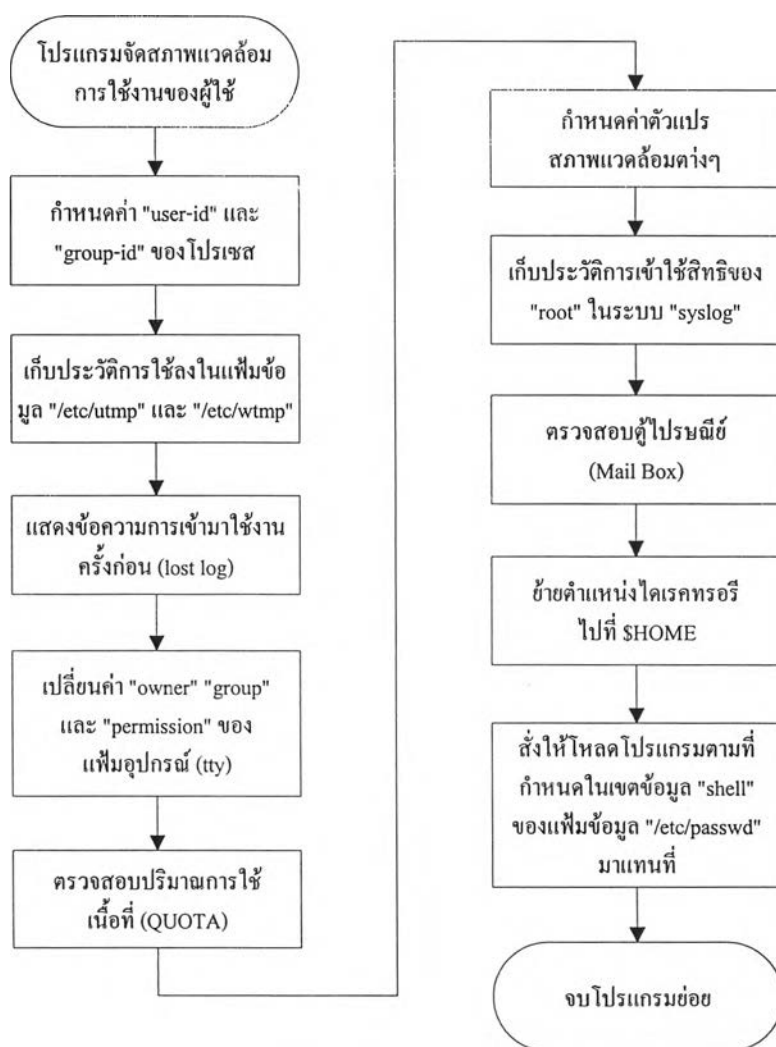 โปรแกรมจัดสภาพแวดล้อม
การใช้งานของผู้ใช้
กำหนดค่า "user-id" และ
"group-id" ของโปรเซส
เก็บประวัติการใช้ลงในแฟ้มข้อ
มูล "/etc/utmp" และ "/etc/wtmp"
แสดงข้อความการเข้ามาใช้งาน
ครั้งก่อน (lost log)
เปลี่ยนค่า "owner" "group"
และ "permission" ของ
แฟ้มอุปกรณ์ (tty)
ตรวจสอบปริมาณการใช้
เนื้อที่ (QUOTA)
กำหนดค่าตัวแปร
สภาพแวดล้อมต่างๆ
เก็บประวัติการเข้าใช้สิทธิของ
"root" ในระบบ "syslog"
ตรวจสอบตู้ไปรษณีย์
(Mail Box)
ย้ายตำแหน่งไดเรคทรอรี
ไปที่ $HOME
สั่งให้โหลดโปรแกรมตามที่
กำหนดในเขตข้อมูล "shell"
ของแฟ้มข้อมูล "/etc/passwd"
มาแทนที่
จบโปรแกรมย่อย